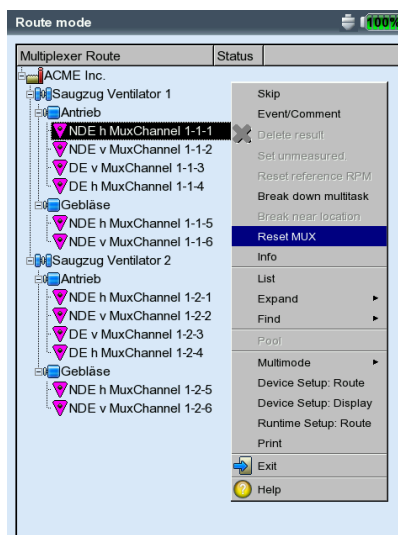 Route mode
100%
Multiplexer Route Status
ACME Inc.
Saugzug Ventilator 1
Antrieb
NDE h MuxChannel 1-1-1
NDE v MuxChannel 1-1-2
DE v MuxChannel 1-1-3
DE h MuxChannel 1-1-4
Gebläse
NDE h MuxChannel 1-1-5
NDE v MuxChannel 1-1-6
Saugzug Ventilator 2
Antrieb
NDE h MuxChannel 1-2-1
NDE v MuxChannel 1-2-2
DE v MuxChannel 1-2-3
DE h MuxChannel 1-2-4
Gebläse
NDE h MuxChannel 1-2-5
NDE v MuxChannel 1-2-6
Skip
Event/Comment
Delete result
Set unmeasured.
Reset reference RPM
Break down multitask
Break near location
Reset MUX
Info
List
Expand
Find
Pool
Multimode
Device Setup: Route
Device Setup: Display
Runtime Setup: Route
Print
Exit
Help